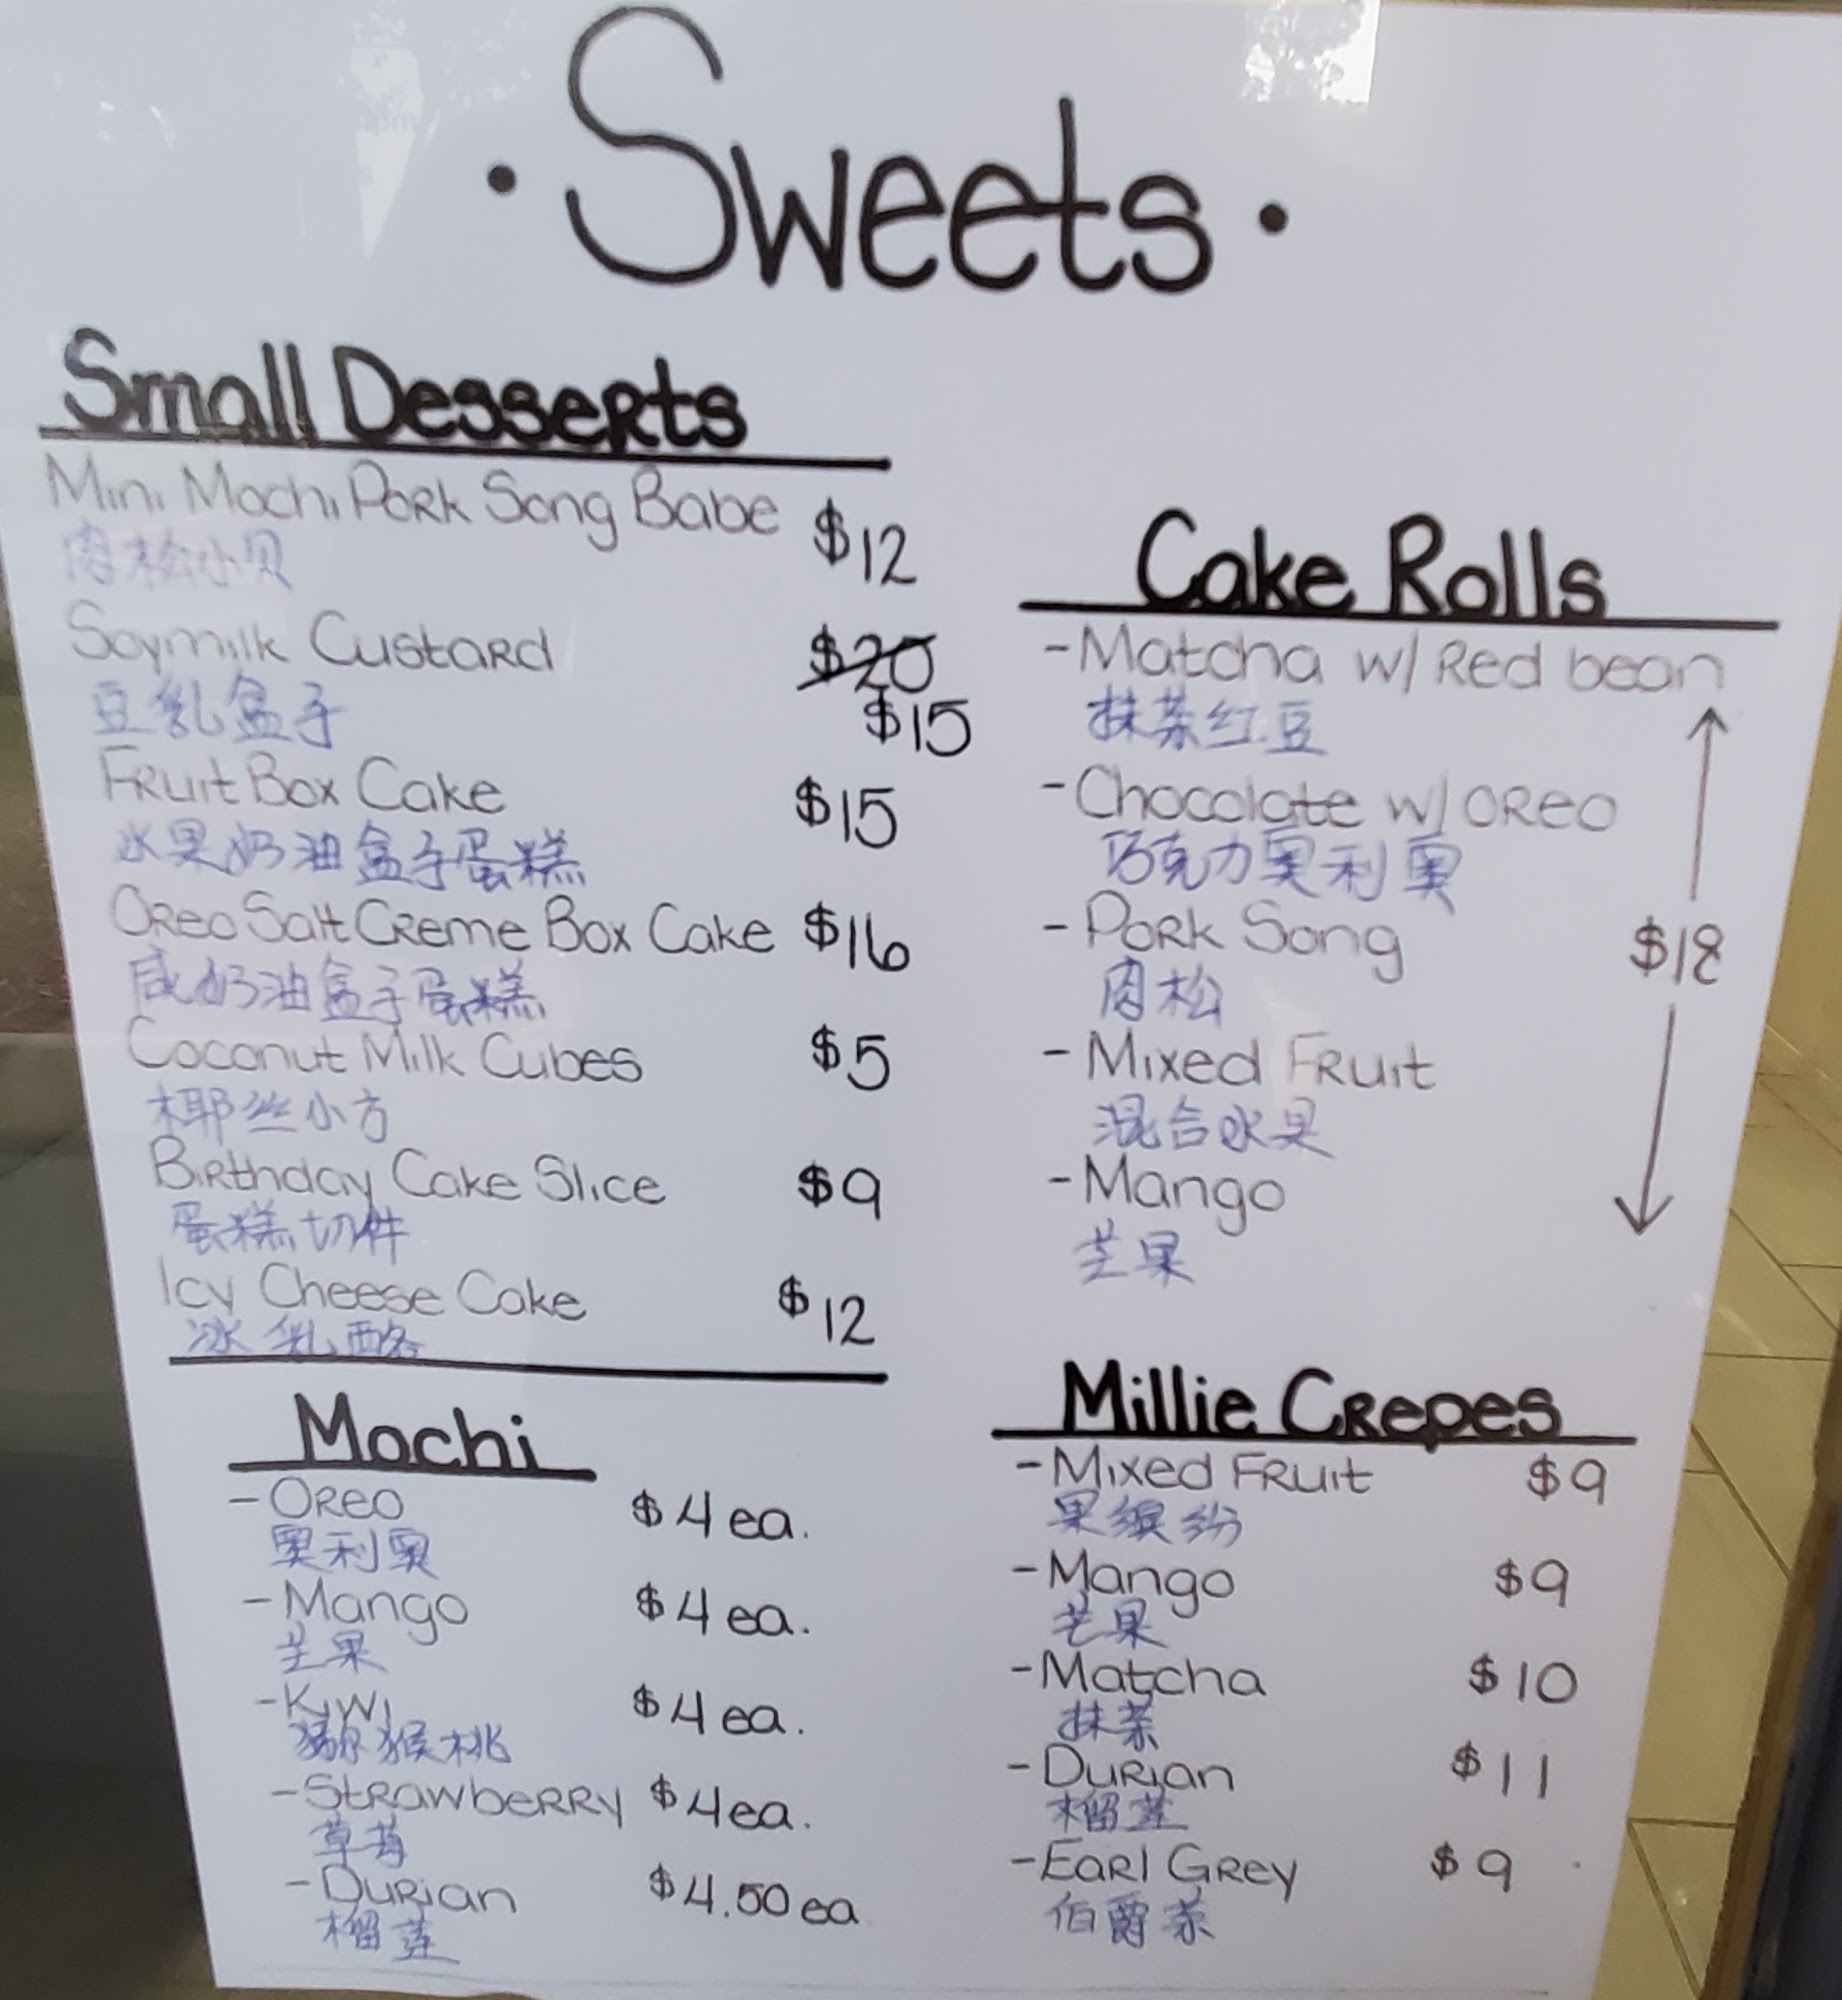 · Sweets ·
Small Desserts
Mini Mochi Pork Song Babe $12
肉松小贝
Soymilk Custard $20
豆乳盒子 $15
Fruit Box Cake $15
水果奶油盒子蛋糕
Oreo Salt Creme Box Cake $16
咸奶油盒子蛋糕
Coconut Milk Cubes $5
椰丝小方
Birthday Cake Slice $9
蛋糕切件
Icy Cheese Cake $12
冰乳酪
Mochi
- Oreo $4 ea.
奥利奥
- Mango $4 ea.
芒果
- Kiwi $4 ea.
猕猴桃
- Strawberry $4 ea.
草莓
- Durian $4.50 ea
榴莲
Cake Rolls
- Matcha w/ Red bean
抹茶红豆
- Chocolate w/ Oreo
巧克力奥利奥
- Pork Song $18
肉松
- Mixed Fruit
混合水果
- Mango
芒果
Millie Crepes
- Mixed Fruit $9
果缤纷
- Mango $9
芒果
- Matcha $10
抹茶
- Durian $11
榴莲
- Earl Grey $9
伯爵茶